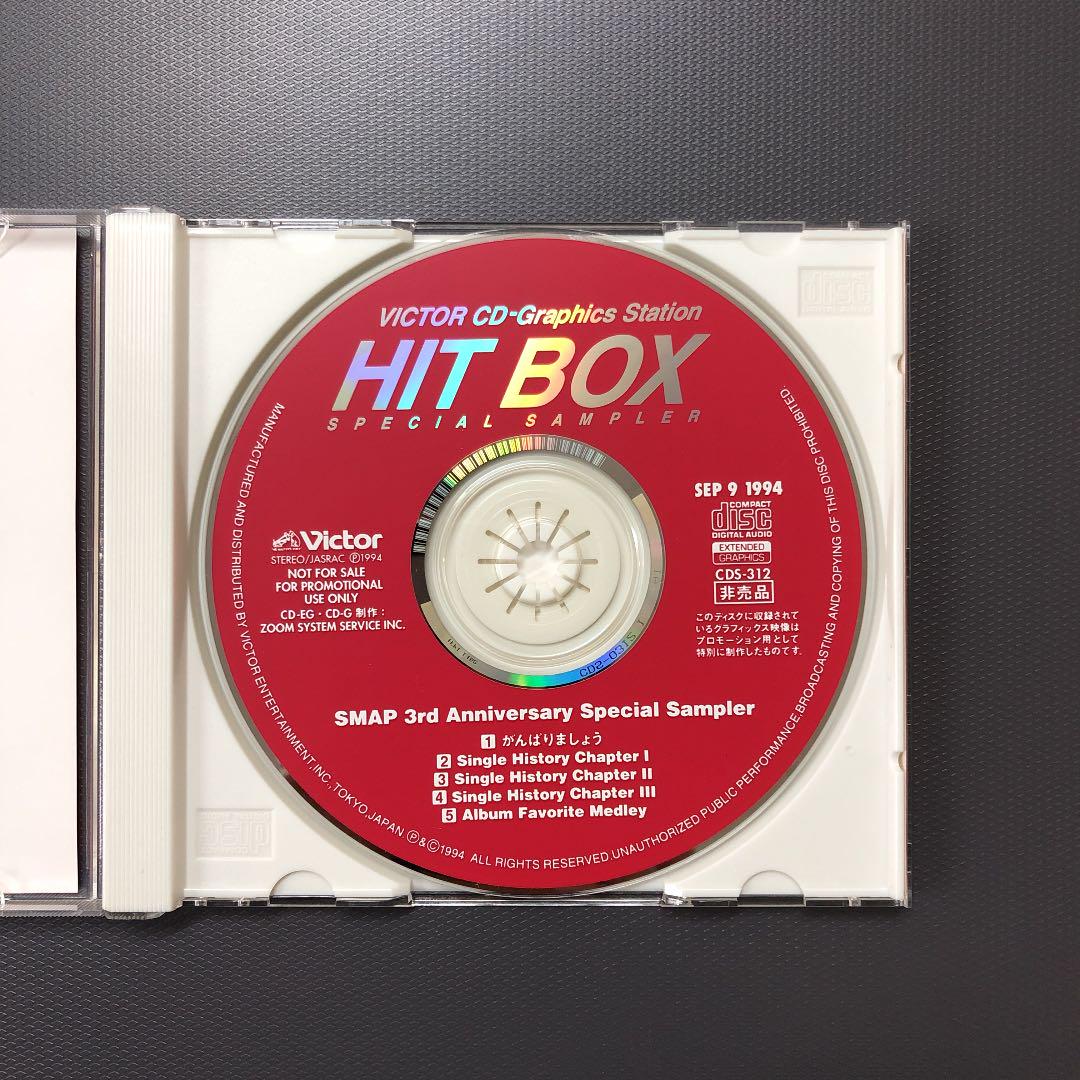 VICTOR CD-Graphics Station
HIT BOX
SPECIAL SAMPLER
SEP 9 1994
COMPACT
disc
DIGITAL AUDIO
EXTENDED
GRAPHICS
CDS-312
非売品
このディスクに収録されて
いるグラフィックス映像は
プロモーション用として
特別に制作したものです.
Victor
STEREO/JASRAC Ⓟ1994
NOT FOR SALE
FOR PROMOTIONAL
USE ONLY
CD-EG・CD-G 制作:
ZOOM SYSTEM SERVICE INC.
SMAP 3rd Anniversary Special Sampler
1 がんばりましょう
2 Single History Chapter I
3 Single History Chapter II
4 Single History Chapter III
5 Album Favorite Medley
MANUFACTURED AND DISTRIBUTED BY VICTOR ENTERTAINMENT, INC., TOKYO, JAPAN. Ⓟ&Ⓒ1994 ALL RIGHTS RESERVED. UNAUTHORIZED PUBLIC PERFORMANCE, BROADCASTING AND COPYING OF THIS DISC PROHIBITED.
COMPACT
disc